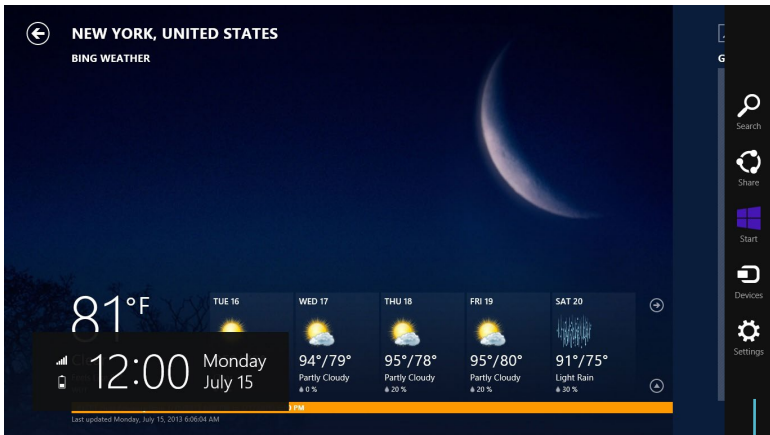 NEW YORK, UNITED STATES
BING WEATHER
G
Search
Share
Start
Devices
Settings
81°F
TUE 16
WED 17
94°/79°
Partly Cloudy
0 %
THU 18
95°/78°
Partly Cloudy
20 %
FRI 19
95°/80°
Partly Cloudy
20 %
SAT 20
91°/75°
Light Rain
30 %
12:00
Monday
July 15
PM
Last updated Monday, July 15, 2013 6:06:04 AM